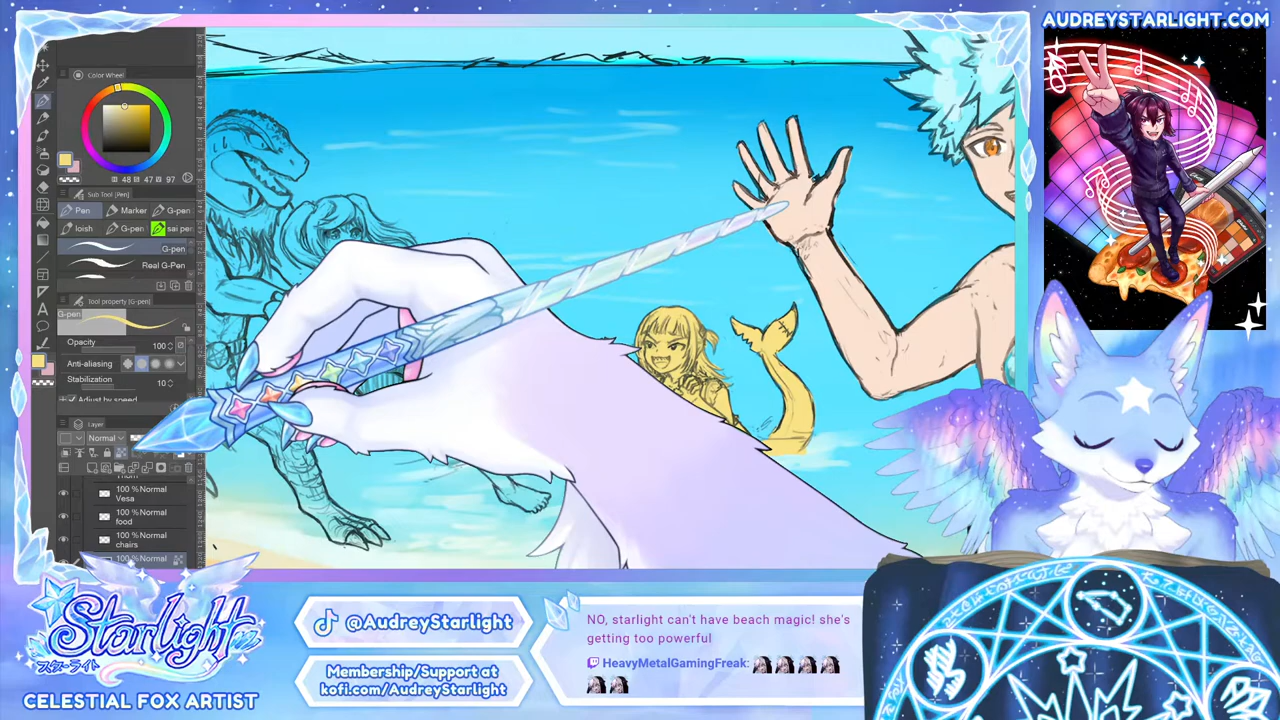 AUDREYSTARLIGHT.COM
Color Wheel
48 47 97
Sub Tool [Pen]
Pen Marker G-pen
loish G-pen sai pen
G-pen
Real G-Pen
Tool property [G-pen]
G-pen
Opacity 100
Anti-aliasing
Stabilization 10
Adjust by speed
Layer
Normal
100 % Normal
Vesa
100 % Normal
food
100 % Normal
chairs
100 % Normal
Starlight
スターライト
CELESTIAL FOX ARTIST
@AudreyStarlight
Membership/Support at
kofi.com/AudreyStarlight
NO, starlight can't have beach magic! she's
getting too powerful
HeavyMetalGamingFreak: